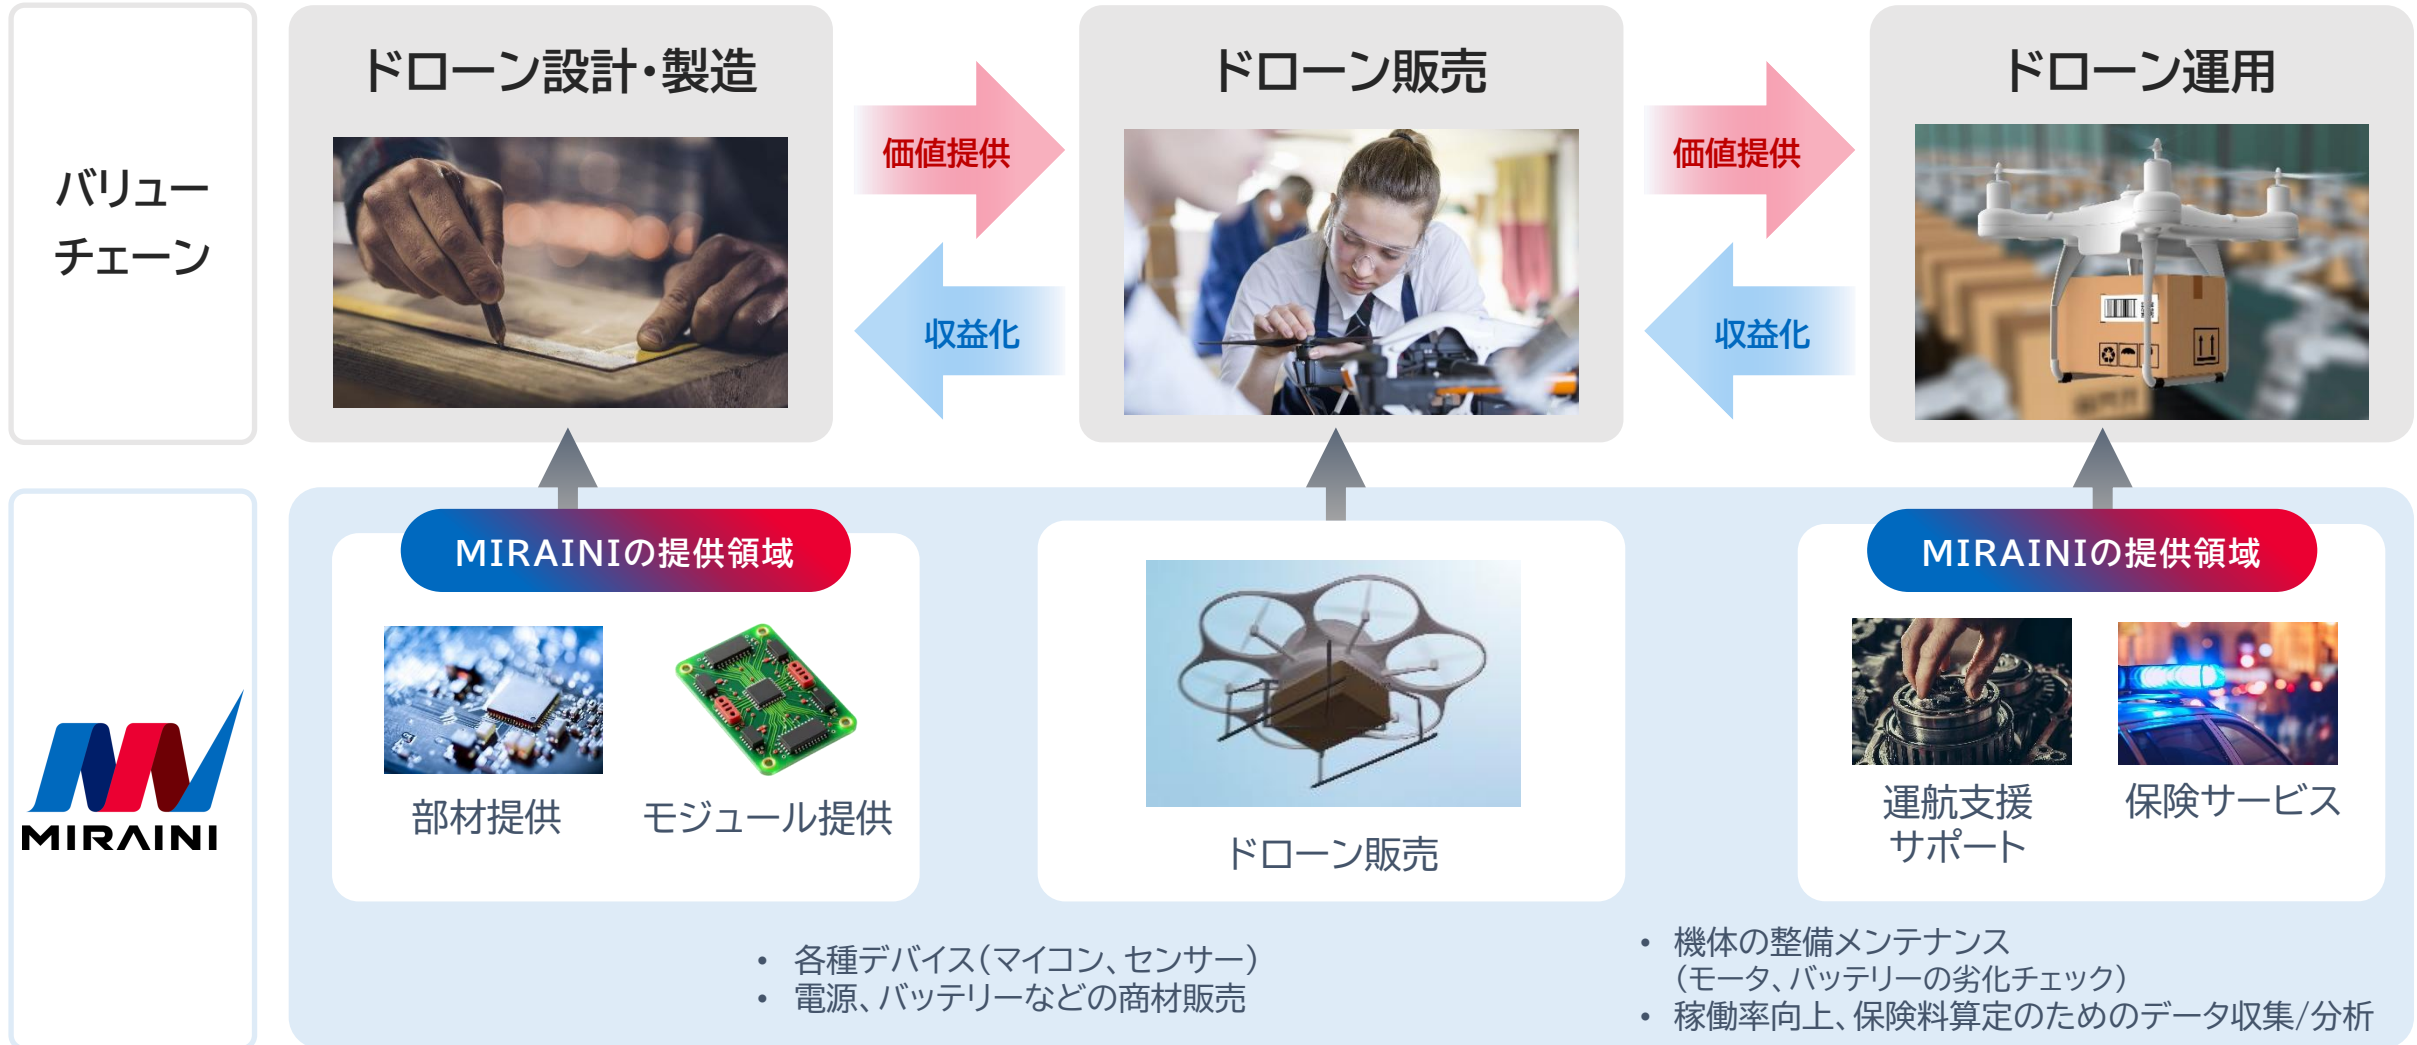 バリュー
チェーン
ドローン設計・製造
価値提供
収益化
ドローン販売
価値提供
収益化
ドローン運用
MIRAINI
MIRAINIの提供領域
部材提供
モジュール提供
ドローン販売
MIRAINIの提供領域
運航支援
サポート
保険サービス
• 各種デバイス（マイコン、センサー）
• 電源、バッテリーなどの商材販売
• 機体の整備メンテナンス
（モータ、バッテリーの劣化チェック）
• 稼働率向上、保険料算定のためのデータ収集/分析